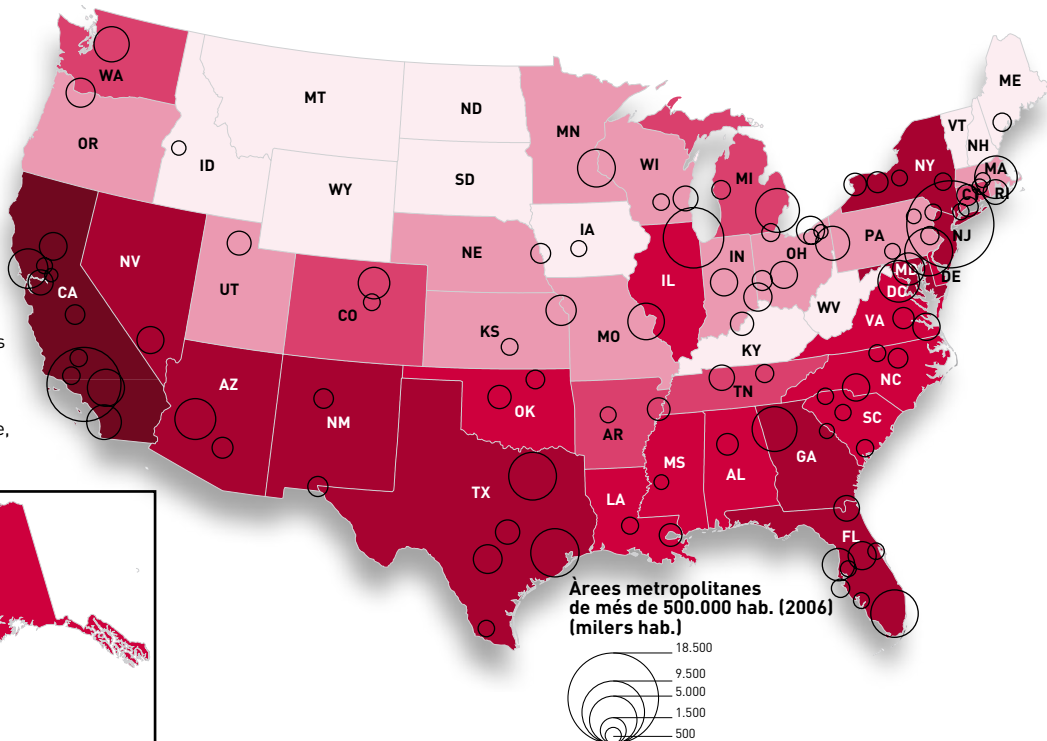 WA
MT
ND
ME
MN
VT
NH
OR
ID
SD
WI
MI
NY
MA
CT
RI
WY
IA
NE
PA
NJ
OH
IN
IL
MD
DE
DC
NV
UT
CO
CA
KS
MO
WV
VA
KY
s
AZ
NM
OK
TN
NC
AR
SC
e,
MS
AL
GA
TX
LA
FL
Àrees metropolitanes
de més de 500.000 hab. (2006)
(milers hab.)
18.500
9.500
5.000
1.500
500